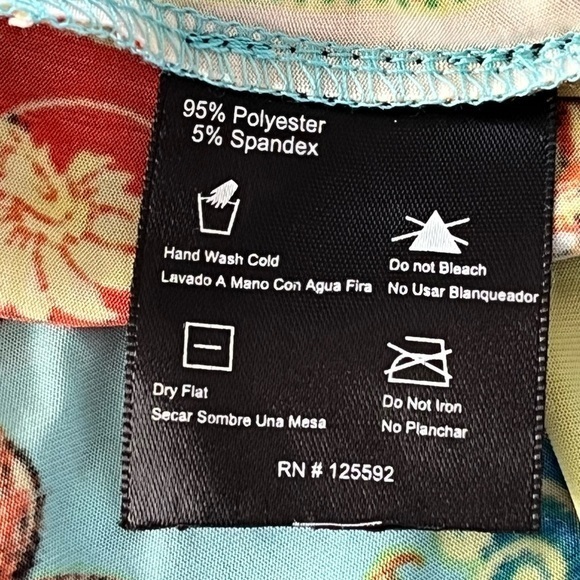 95% Polyester
5% Spandex
Hand Wash Cold
Lavado A Mano Con Agua Fira
Do not Bleach
No Usar Blanqueador
Dry Flat
Secar Sombre Una Mesa
Do Not Iron
No Planchar
RN # 125592